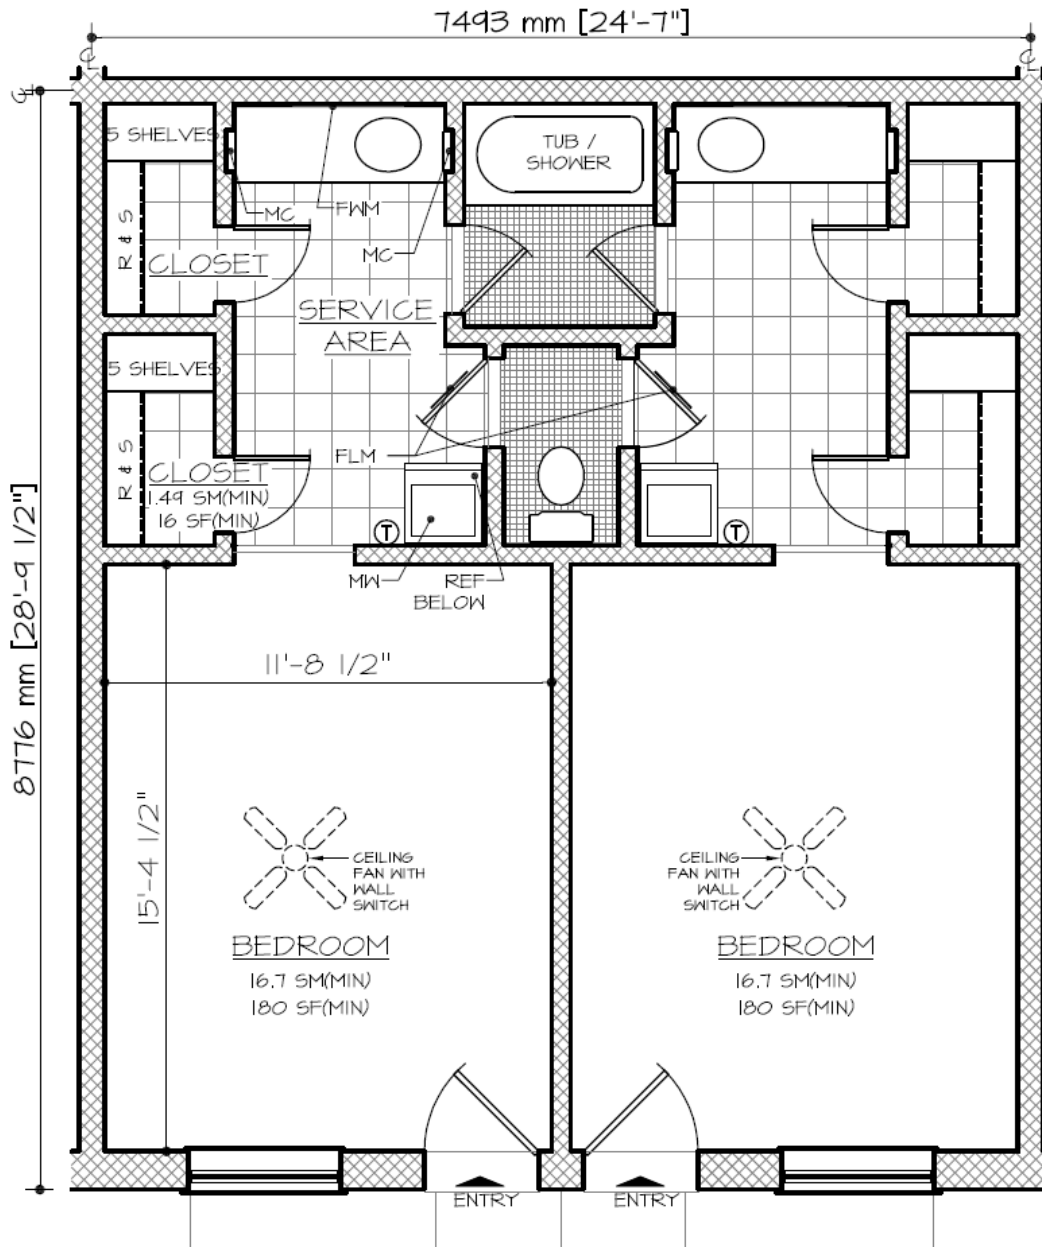 7493 mm [24'-7"]
℄
℄
℄
5 SHELVES
TUB /
SHOWER
MC
FWM
MC
R & S
CLOSET
SERVICE
AREA
5 SHELVES
R & S
CLOSET
1.49 SM(MIN)
16 SF(MIN)
FLM
T
T
MW
REF
BELOW
8776 mm [28'-9 1/2"]
11'-8 1/2"
15'-4 1/2"
CEILING
FAN WITH
WALL
SWITCH
CEILING
FAN WITH
WALL
SWITCH
BEDROOM
16.7 SM(MIN)
180 SF(MIN)
BEDROOM
16.7 SM(MIN)
180 SF(MIN)
ENTRY
ENTRY